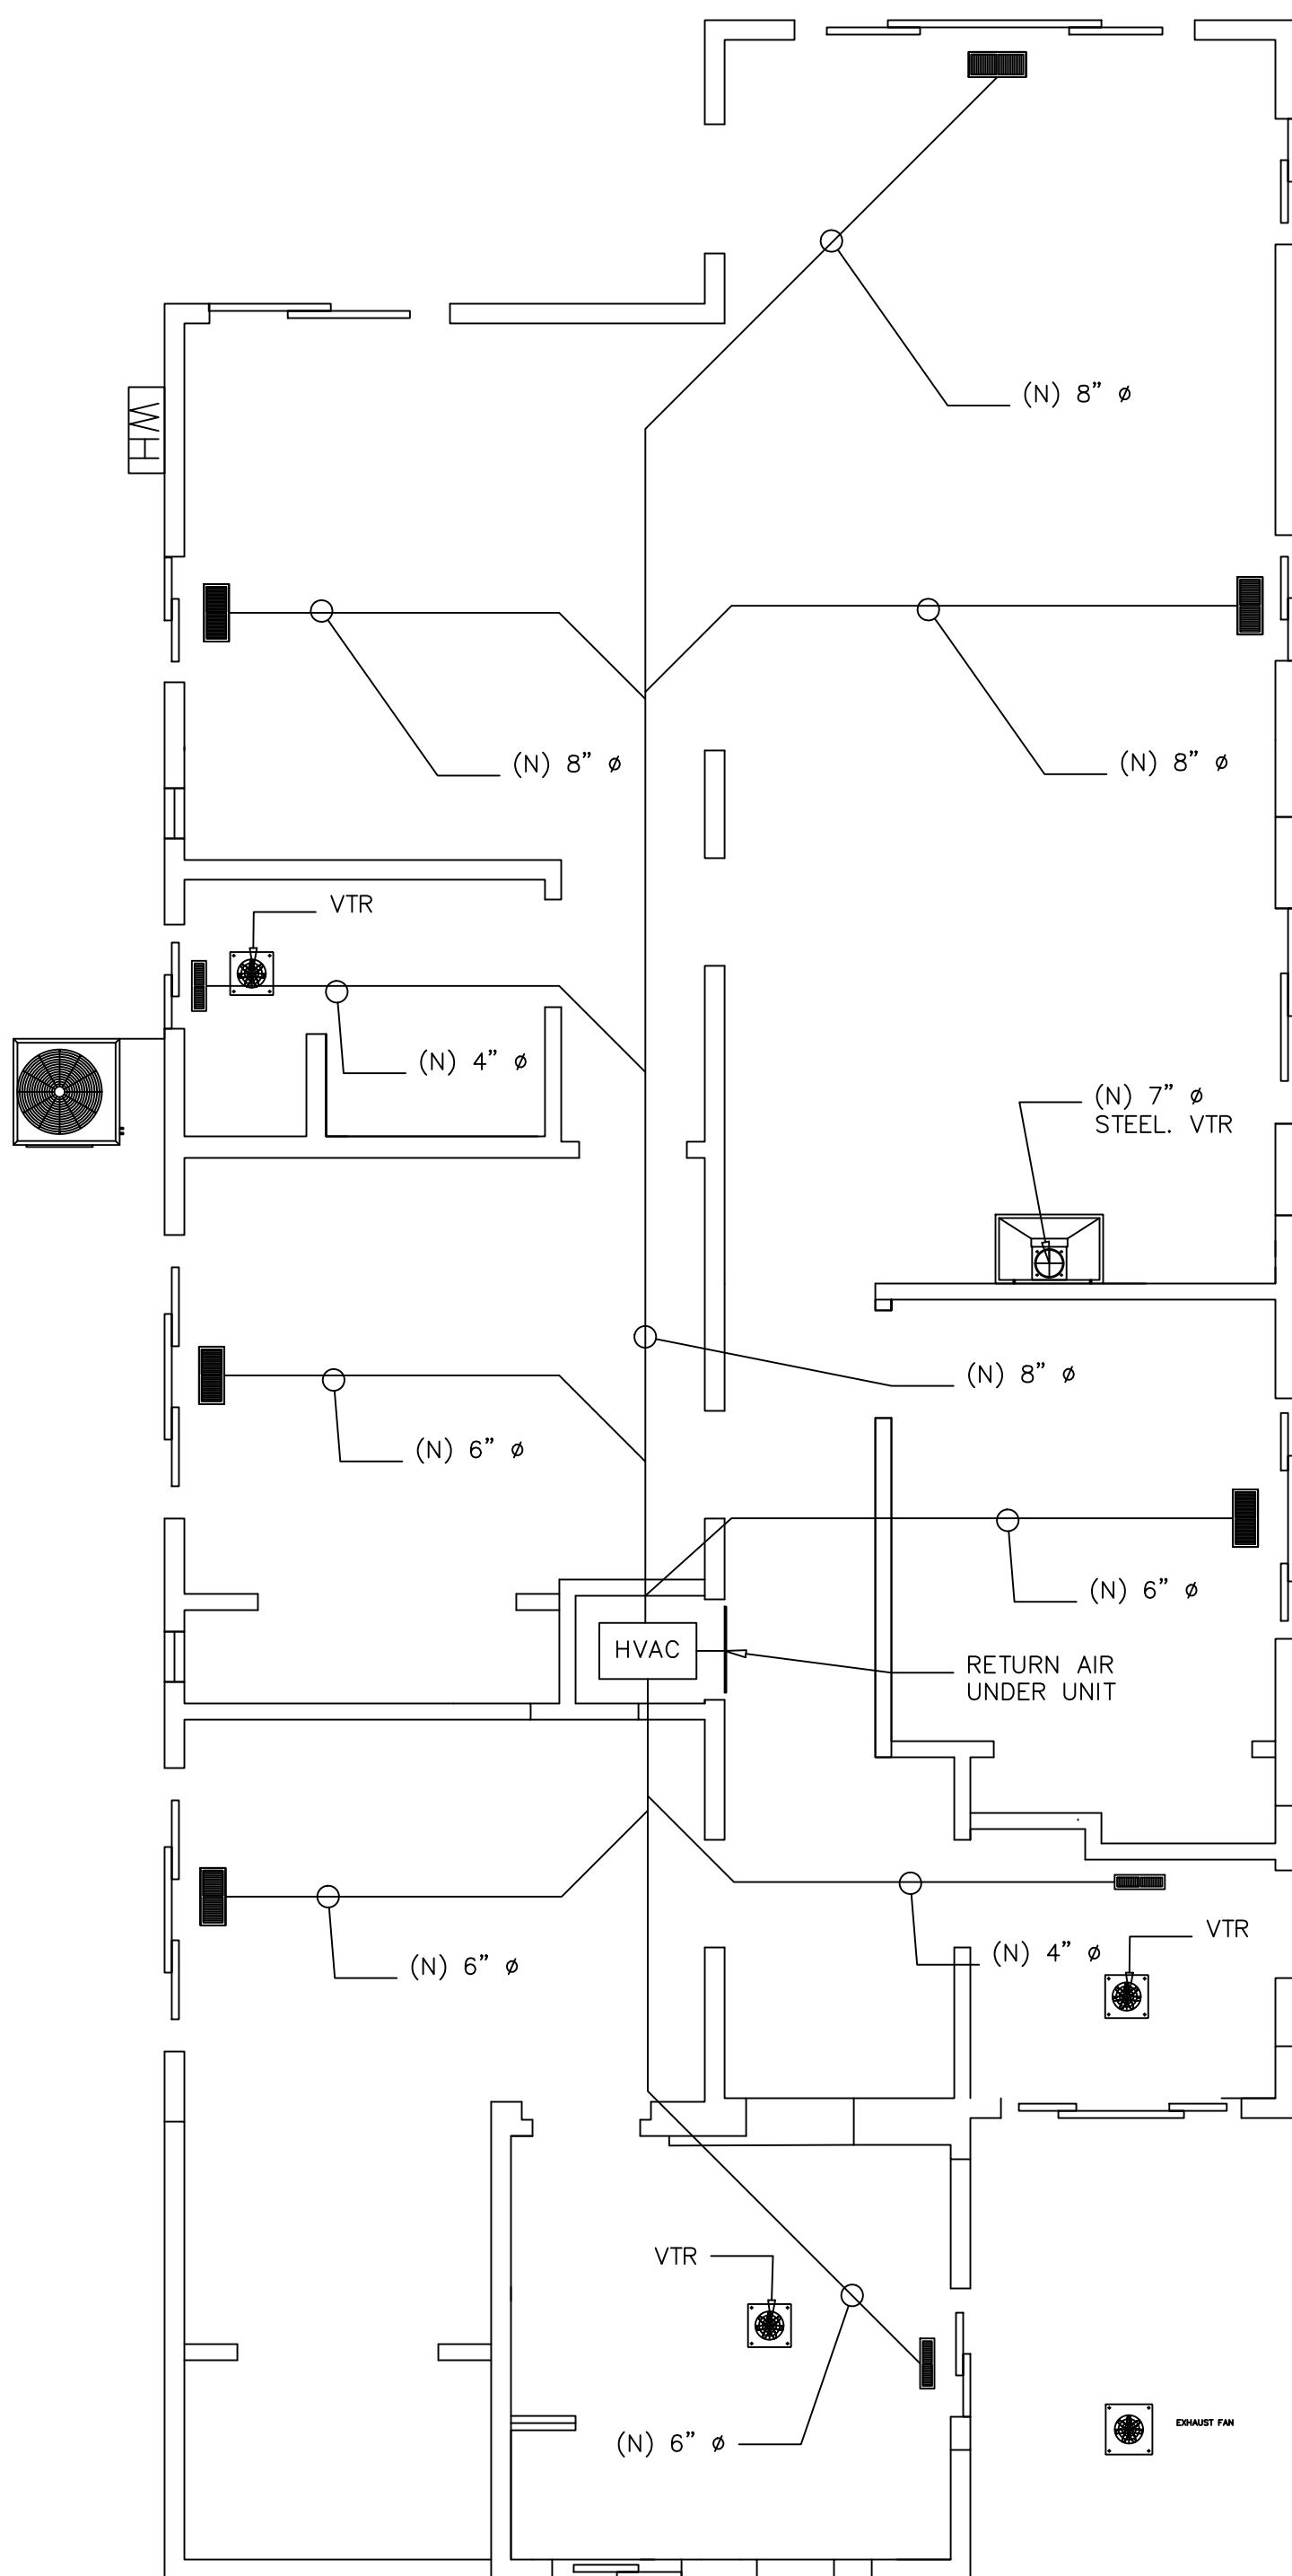 (N) 8" ø
WH
(N) 8" ø
(N) 8" ø
VTR
(N) 4" ø
(N) 7" ø
STEEL. VTR
(N) 8" ø
(N) 6" ø
(N) 6" ø
HVAC
RETURN AIR
UNDER UNIT
VTR
(N) 4" ø
(N) 6" ø
VTR
EXHAUST FAN
(N) 6" ø